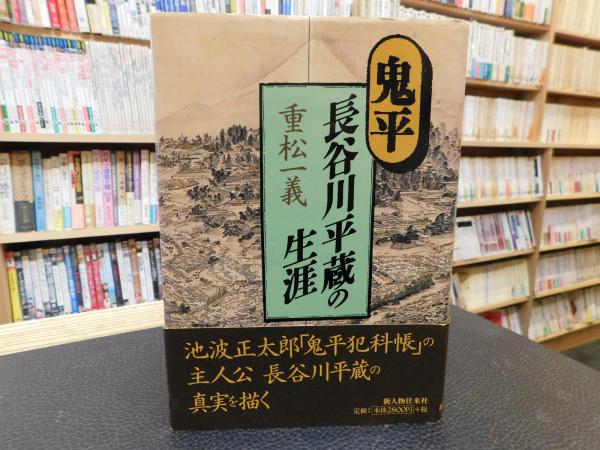 鬼平
長谷川平蔵の
生涯
重松一義
池波正太郎「鬼平犯科帳」の
主人公 長谷川平蔵の
真実を描く
新人物往来社
定価:本体2800円+税